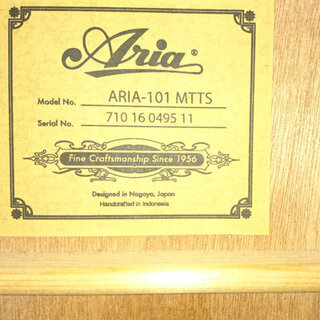 Aria®
Model No. ARIA-101 MTTS
Serial No. 710 16 0495 11
Fine Craftsmanship Since 1956
Designed in Nagoya, Japan
Handcrafted in Indonesia